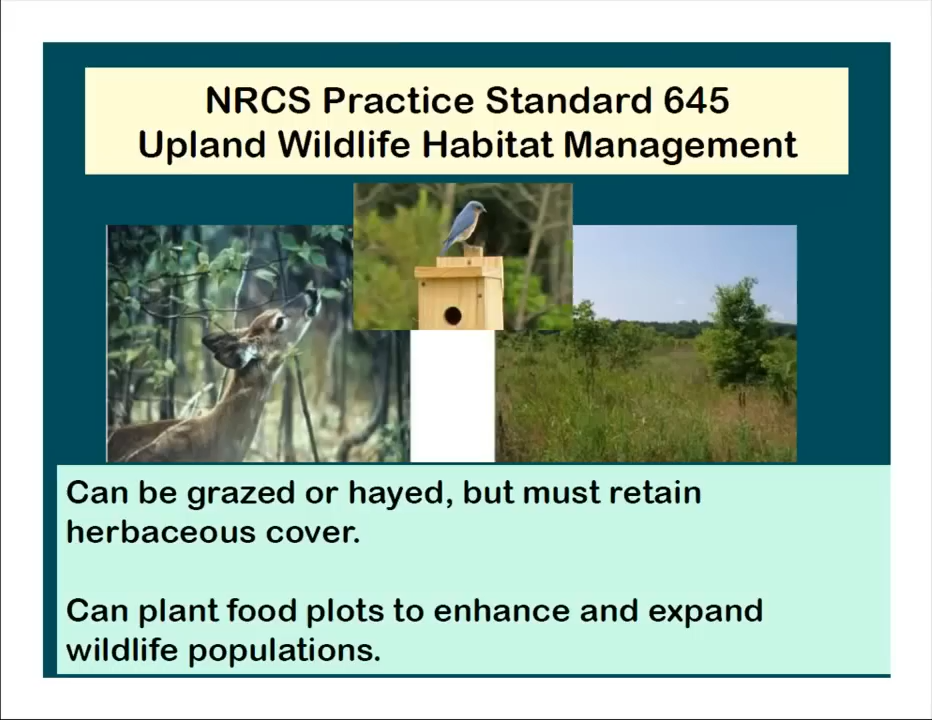 NRCS Practice Standard 645
Upland Wildlife Habitat Management
Can be grazed or hayed, but must retain
herbaceous cover.
Can plant food plots to enhance and expand
wildlife populations.